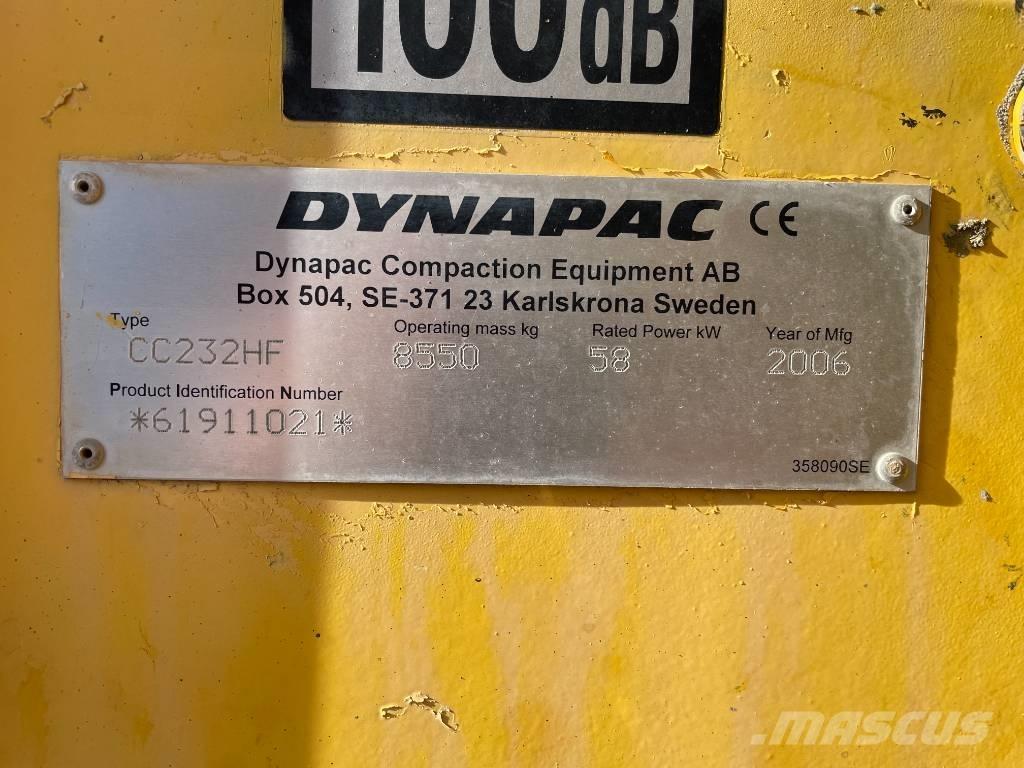 100dB
DYNAPAC CE
Dynapac Compaction Equipment AB
Box 504, SE-371 23 Karlskrona Sweden
Type Operating mass kg Rated Power kW Year of Mfg
CC232HF 8550 58 2006
Product Identification Number
*61911021*
358090SE
MASCUS